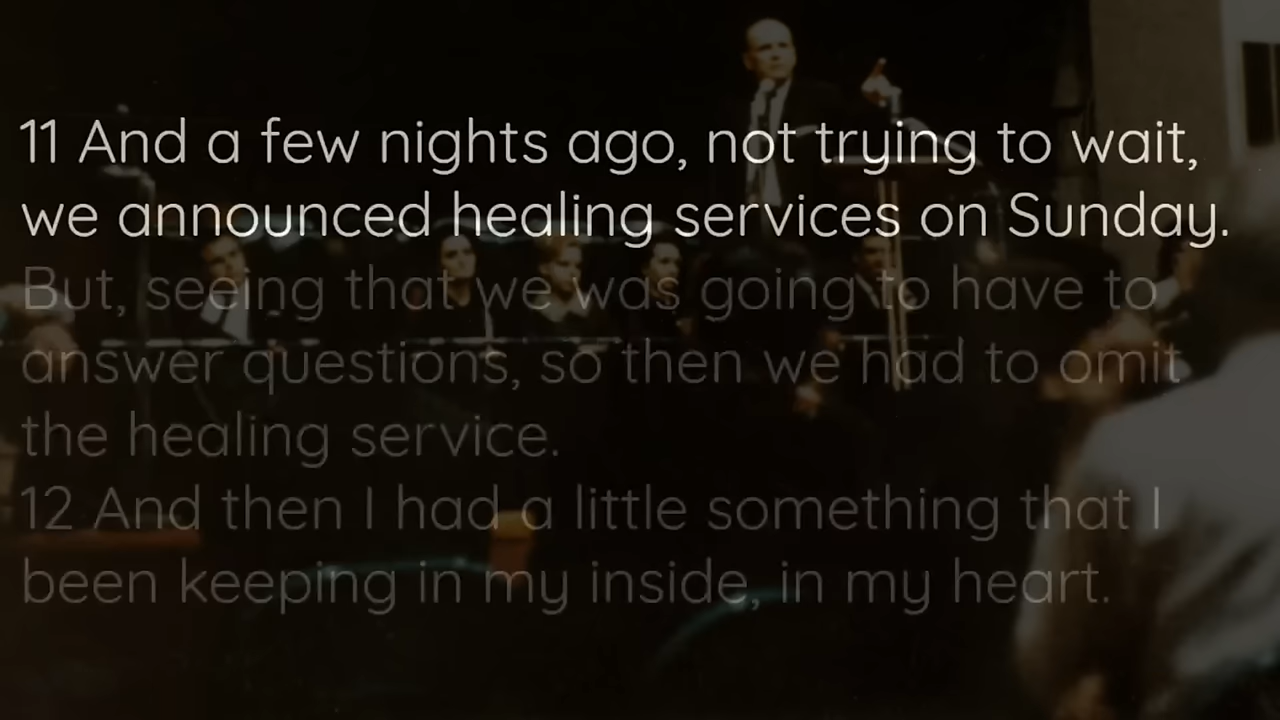 11 And a few nights ago, not trying to wait,
we announced healing services on Sunday.
But, seeing that we was going to have to
answer questions, so then we had to omit
the healing service.
12 And then I had a little something that I
been keeping in my inside, in my heart.